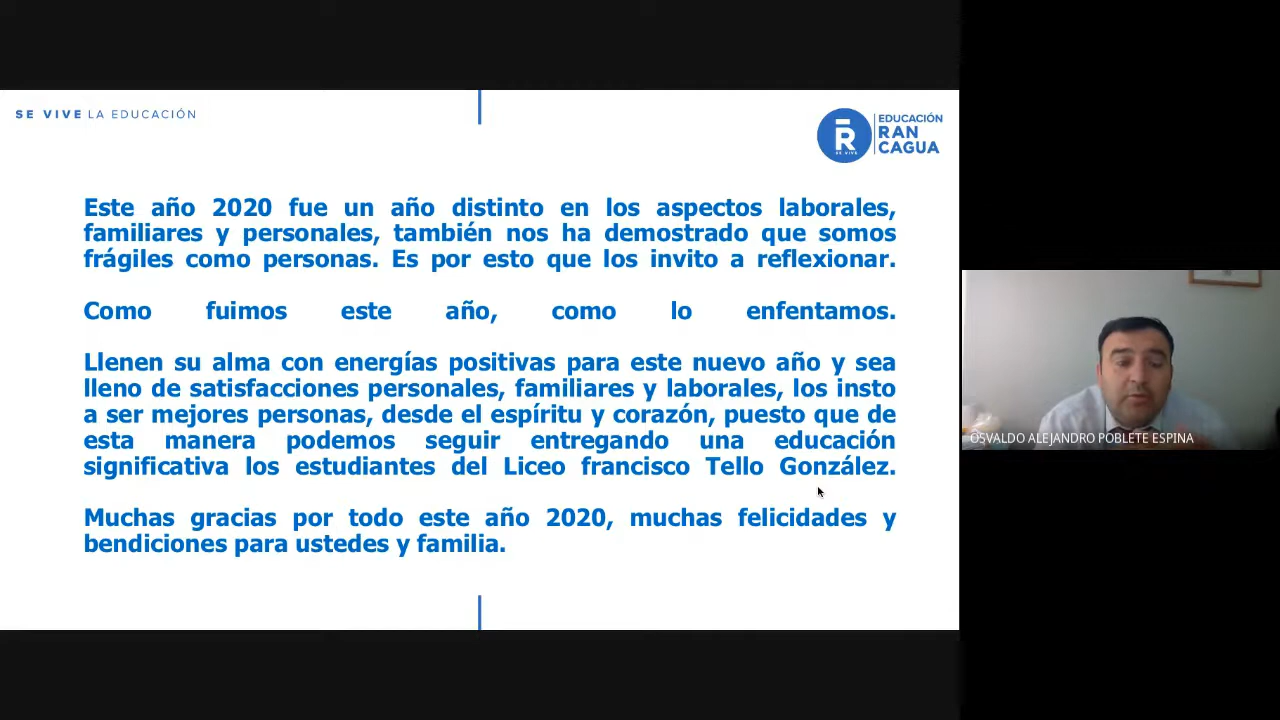 SE VIVE LA EDUCACIÓN
R̄
SE VIVE
EDUCACIÓN
RAN
CAGUA
Este año 2020 fue un año distinto en los aspectos laborales,
familiares y personales, también nos ha demostrado que somos
frágiles como personas. Es por esto que los invito a reflexionar.
Como fuimos este año, como lo enfentamos.
Llenen su alma con energías positivas para este nuevo año y sea
lleno de satisfacciones personales, familiares y laborales, los insto
a ser mejores personas, desde el espíritu y corazón, puesto que de
esta manera podemos seguir entregando una educación
significativa los estudiantes del Liceo francisco Tello González.
Muchas gracias por todo este año 2020, muchas felicidades y
bendiciones para ustedes y familia.
OSVALDO ALEJANDRO POBLETE ESPINA